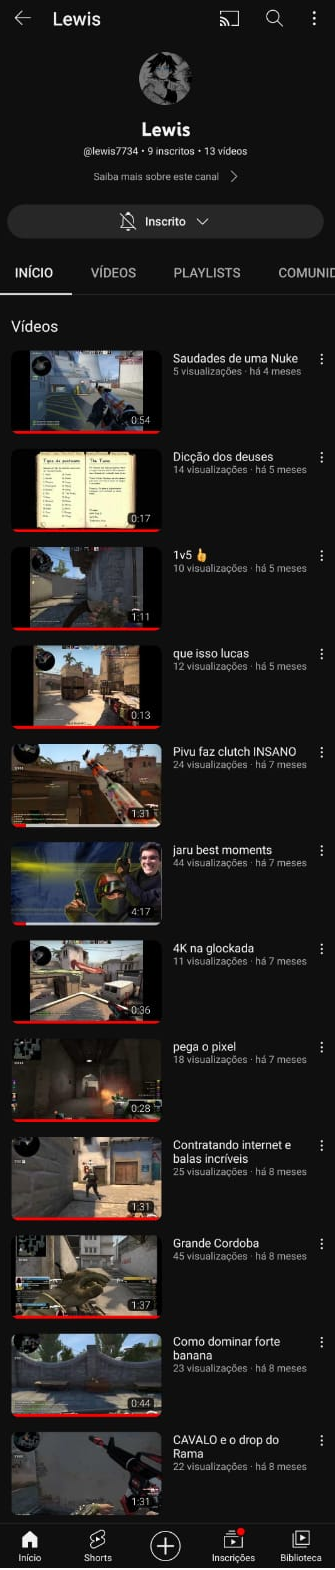 Lewis
Lewis
@lewis7734 • 9 inscritos • 13 vídeos
Saiba mais sobre este canal
Inscrito
INÍCIO VÍDEOS PLAYLISTS COMUNID
Vídeos
Saudades de uma Nuke
5 visualizações · há 4 meses
0:54
Dicção dos deuses
14 visualizações · há 5 meses
0:17
1v5
10 visualizações · há 5 meses
1:11
que isso lucas
12 visualizações · há 5 meses
0:13
Pivu faz clutch INSANO
24 visualizações · há 7 meses
1:31
jaru best moments
44 visualizações · há 7 meses
4:17
4K na glockada
11 visualizações · há 7 meses
0:36
pega o pixel
18 visualizações · há 7 meses
0:28
Contratando internet e
balas incríveis
25 visualizações · há 8 meses
1:31
Grande Cordoba
45 visualizações · há 8 meses
1:37
Como dominar forte
banana
23 visualizações · há 8 meses
0:44
CAVALO e o drop do
Rama
22 visualizações · há 8 meses
1:31
Início Shorts Inscrições Biblioteca